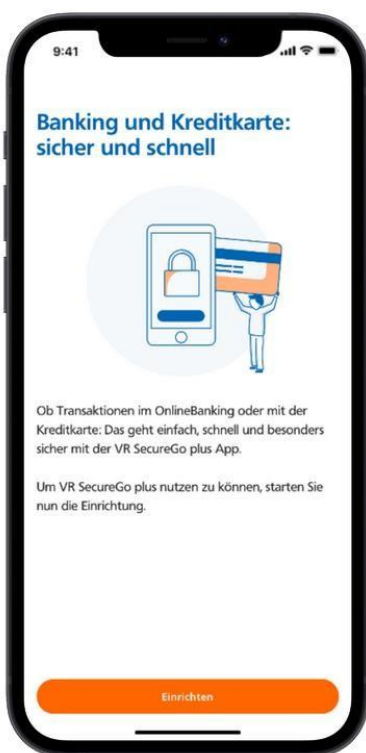 9:41
Banking und Kreditkarte:
sicher und schnell
Ob Transaktionen im OnlineBanking oder mit der
Kreditkarte: Das geht einfach, schnell und besonders
sicher mit der VR SecureGo plus App.
Um VR SecureGo plus nutzen zu können, starten Sie
nun die Einrichtung.
Einrichten